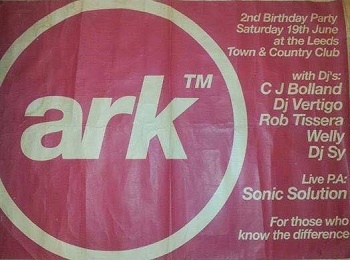 ark™
2nd Birthday Party
Saturday 19th June
at the Leeds
Town & Country Club
with Dj's:
C J Bolland
Dj Vertigo
Rob Tissera
Welly
Dj Sy
Live P.A:
Sonic Solution
For those who
know the difference